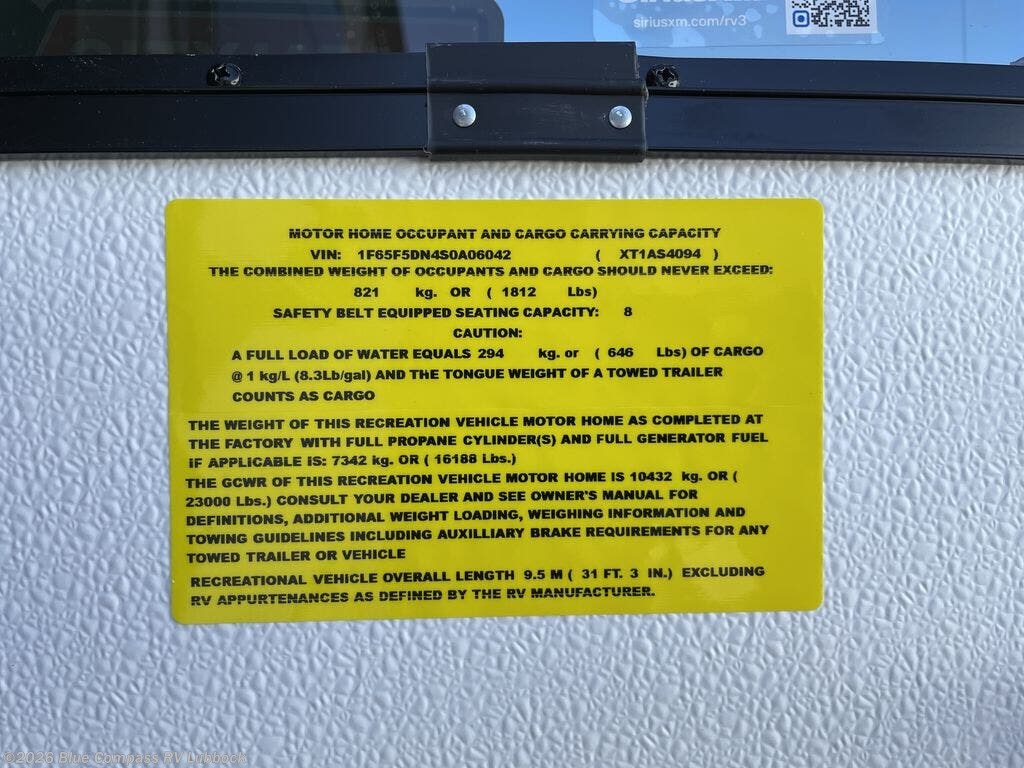 siriusxm.com/rv3
MOTOR HOME OCCUPANT AND CARGO CARRYING CAPACITY
VIN: 1F65F5DN4S0A06042 ( XT1AS4094 )
THE COMBINED WEIGHT OF OCCUPANTS AND CARGO SHOULD NEVER EXCEED:
821 kg. OR ( 1812 Lbs)
SAFETY BELT EQUIPPED SEATING CAPACITY: 8
CAUTION:
A FULL LOAD OF WATER EQUALS 294 kg. or ( 646 Lbs) OF CARGO
@ 1 kg/L (8.3Lb/gal) AND THE TONGUE WEIGHT OF A TOWED TRAILER
COUNTS AS CARGO
THE WEIGHT OF THIS RECREATION VEHICLE MOTOR HOME AS COMPLETED AT
THE FACTORY WITH FULL PROPANE CYLINDER(S) AND FULL GENERATOR FUEL
IF APPLICABLE IS: 7342 kg. OR ( 16188 Lbs.)
THE GCWR OF THIS RECREATION VEHICLE MOTOR HOME IS 10432 kg. OR (
23000 Lbs.) CONSULT YOUR DEALER AND SEE OWNER'S MANUAL FOR
DEFINITIONS, ADDITIONAL WEIGHT LOADING, WEIGHING INFORMATION AND
TOWING GUIDELINES INCLUDING AUXILLIARY BRAKE REQUIREMENTS FOR ANY
TOWED TRAILER OR VEHICLE
RECREATIONAL VEHICLE OVERALL LENGTH 9.5 M ( 31 FT. 3 IN.) EXCLUDING
RV APPURTENANCES AS DEFINED BY THE RV MANUFACTURER.
©2026 Blue Compass RV Lubbock